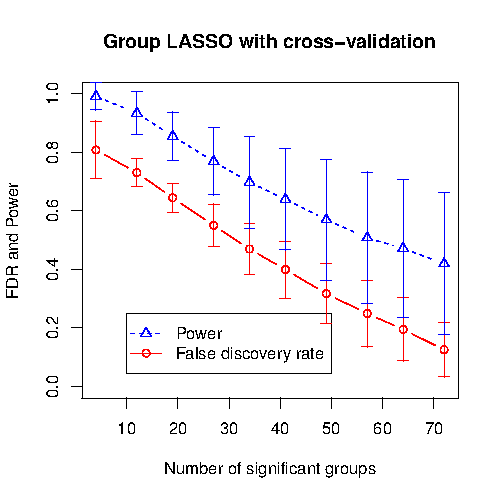 Group LASSO with cross−validation
FDR and Power
1.0
0.8
0.6
0.4
0.2
0.0
Power
False discovery rate
10 20 30 40 50 60 70
Number of significant groups